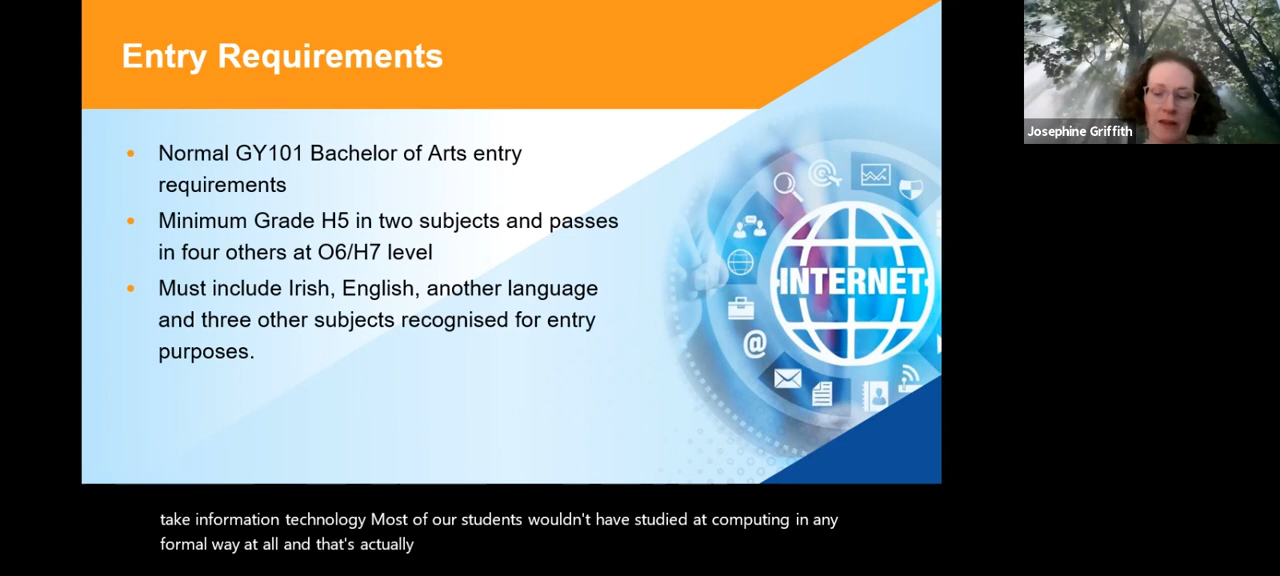 Entry Requirements
Josephine Griffith
• Normal GY101 Bachelor of Arts entry
requirements
• Minimum Grade H5 in two subjects and passes
in four others at O6/H7 level
• Must include Irish, English, another language
and three other subjects recognised for entry
purposes.
INTERNET
@
take information technology Most of our students wouldn't have studied at computing in any
formal way at all and that's actually